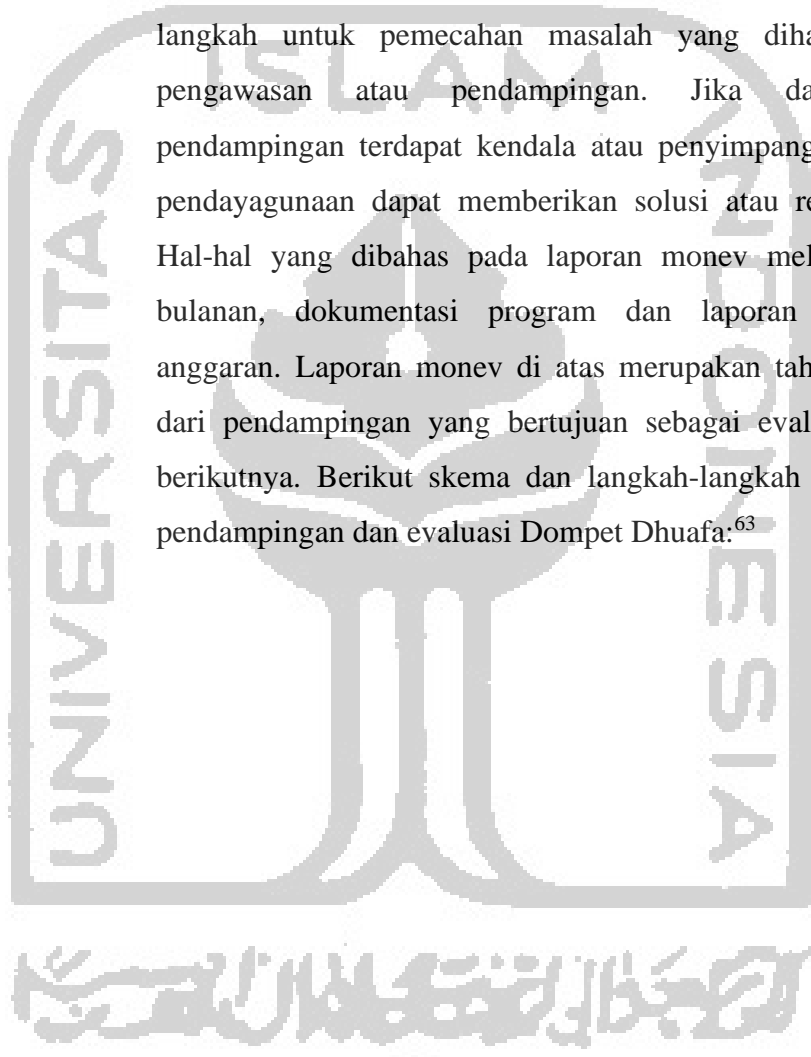 langkah untuk pemecahan masalah yang diha
pengawasan atau pendampingan. Jika da
pendampingan terdapat kendala atau penyimpang
pendayagunaan dapat memberikan solusi atau re
Hal-hal yang dibahas pada laporan monev mel
bulanan, dokumentasi program dan laporan
anggaran. Laporan monev di atas merupakan tah
dari pendampingan yang bertujuan sebagai eval
berikutnya. Berikut skema dan langkah-langkah
pendampingan dan evaluasi Dompet Dhuafa:63
ISLAM
UNIVERSITAS
INDONESIA